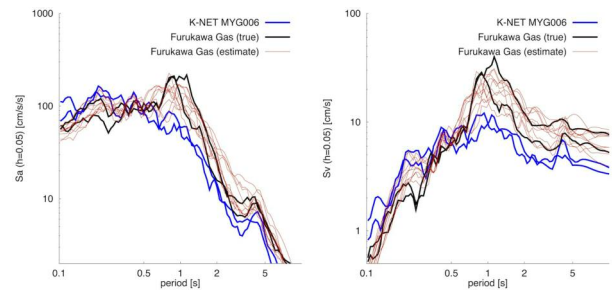 1000
100
10
Sa (h=0.05) [cm/s/s]
K-NET MYG006
Furukawa Gas (true)
Furukawa Gas (estimate)
0.1 0.5 1 5
period [s]
100
10
1
Sv (h=0.05) [cm/s]
K-NET MYG006
Furukawa Gas (true)
Furukawa Gas (estimate)
0.1 0.5 1 5
period [s]